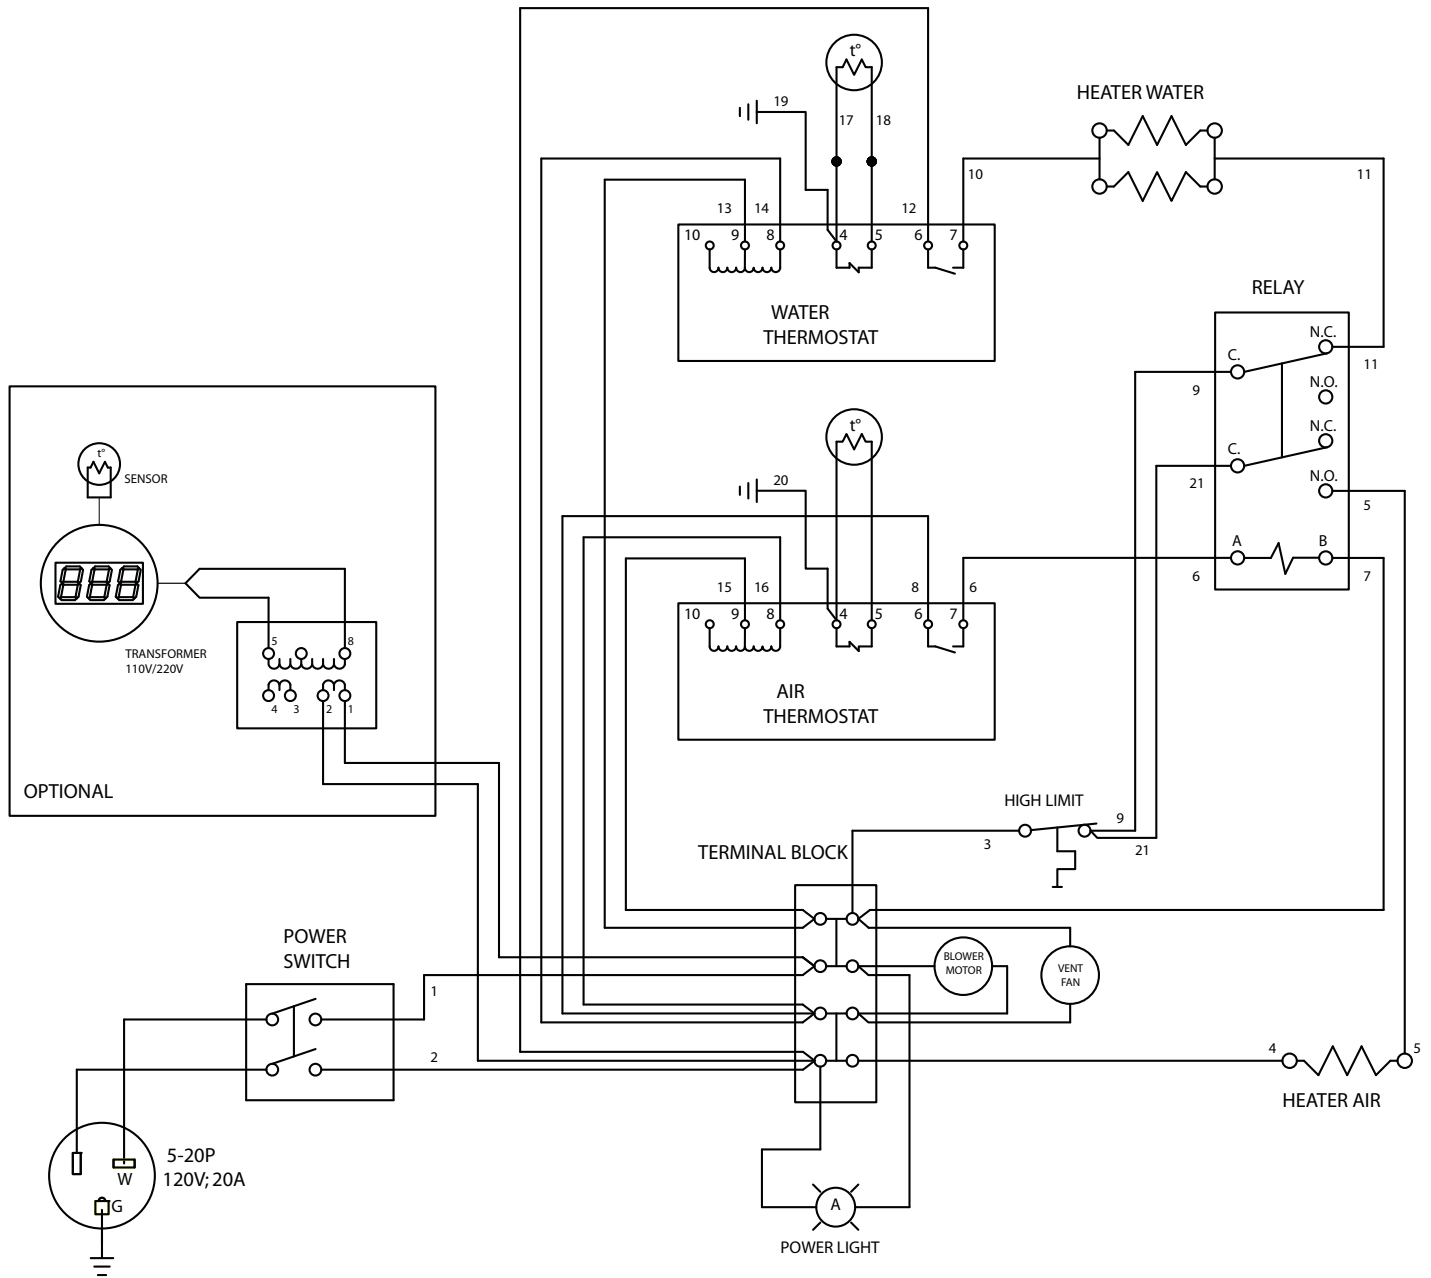 t°
HEATER WATER
19
17
18
10
11
13
14
12
10
9
8
4
5
6
7
WATER
THERMOSTAT
RELAY
N.C.
C.
11
9
N.O.
N.C.
C.
21
N.O.
5
A
B
6
7
t°
20
15
16
8
6
10
9
8
4
5
6
7
AIR
THERMOSTAT
t°
SENSOR
888
TRANSFORMER
110V/220V
5
8
4
3
2
1
OPTIONAL
HIGH LIMIT
9
3
21
TERMINAL BLOCK
POWER
SWITCH
1
2
BLOWER
MOTOR
VENT
FAN
4
5
HEATER AIR
5-20P
120V; 20A
W
G
A
POWER LIGHT